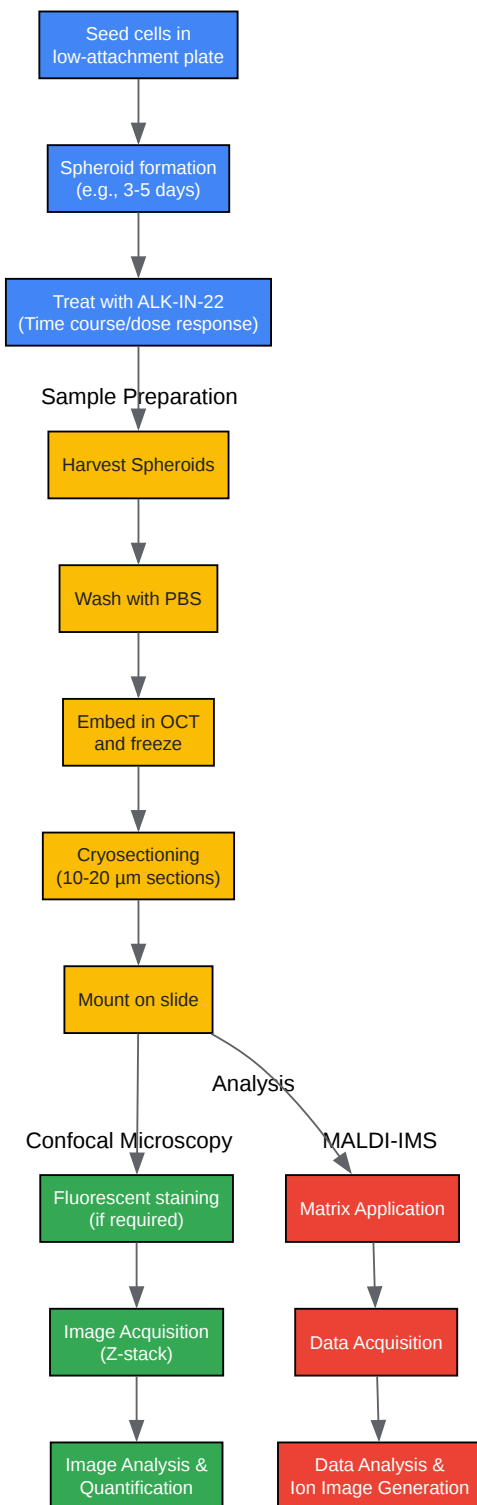 Seed cells in
low-attachment plate
Spheroid formation
(e.g., 3-5 days)
Treat with ALK-IN-22
(Time course/dose response)
Sample Preparation
Harvest Spheroids
Wash with PBS
Embed in OCT
and freeze
Cryosectioning
(10-20 µm sections)
Mount on slide
Analysis
Confocal Microscopy
MALDI-IMS
Fluorescent staining
(if required)
Matrix Application
Image Acquisition
(Z-stack)
Data Acquisition
Image Analysis &
Quantification
Data Analysis &
Ion Image Generation